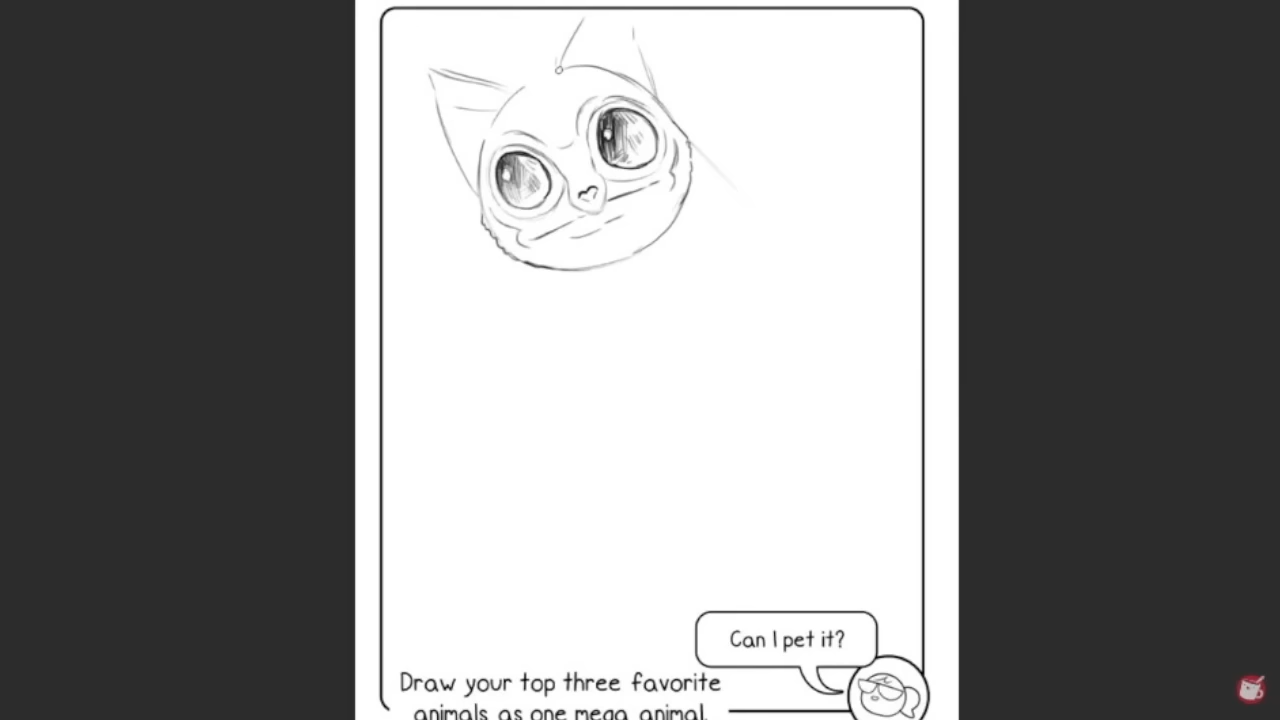 Can I pet it?
Draw your top three favorite
animals as one mega animal.